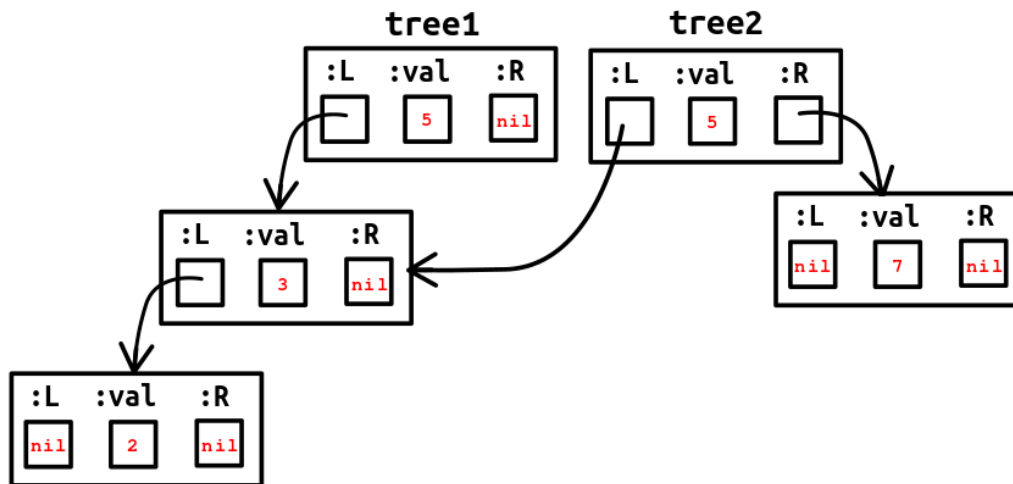 tree1 tree2
:L :val :R
5 nil
:L :val :R
5
:L :val :R
3 nil
:L :val :R
nil 7 nil
:L :val :R
nil 2 nil